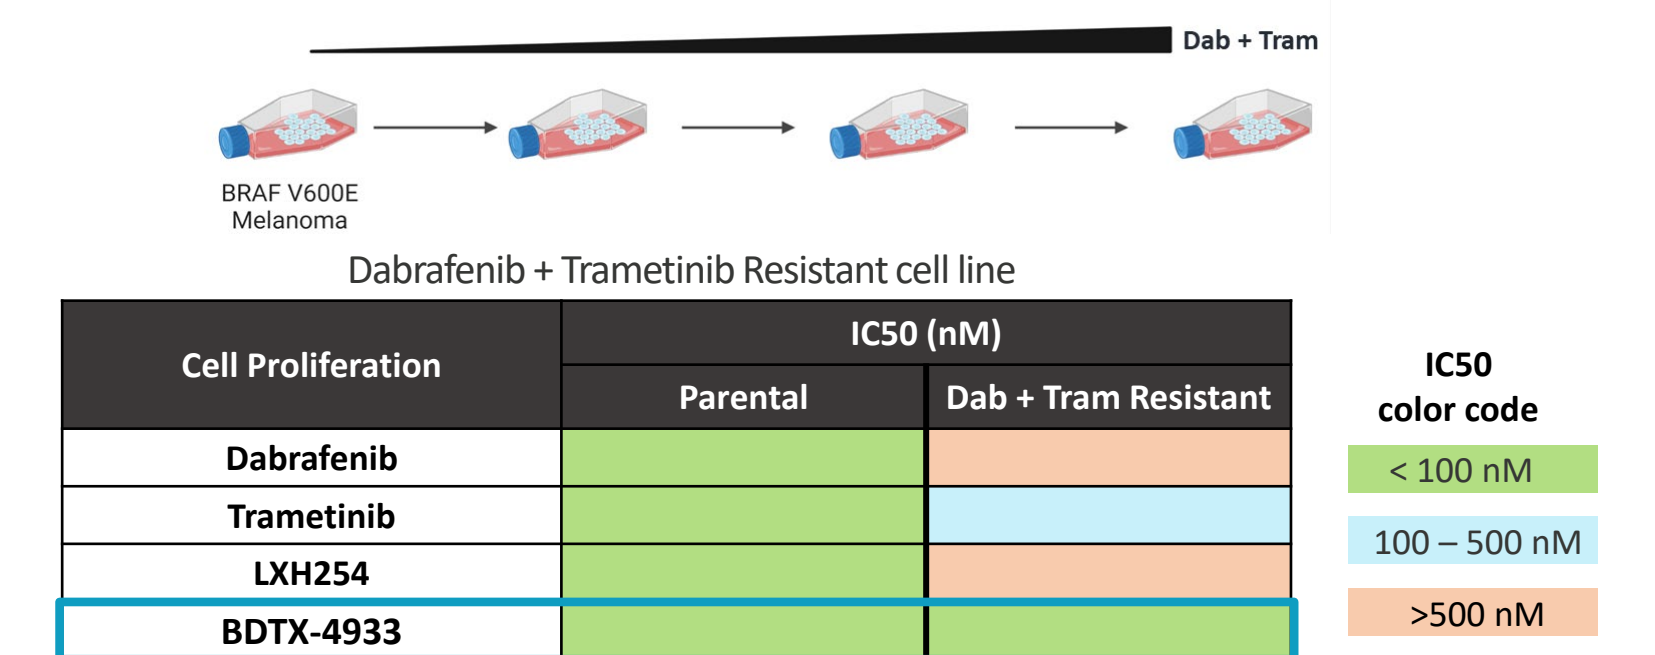 Dab + Tram
BRAF V600E
Melanoma
Dabrafenib + Trametinib Resistant cell line
Cell Proliferation
IC50 (nM)
Parental
Dab + Tram Resistant
Dabrafenib
Trametinib
LXH254
BDTX-4933
IC50
color code
< 100 nM
100 – 500 nM
>500 nM